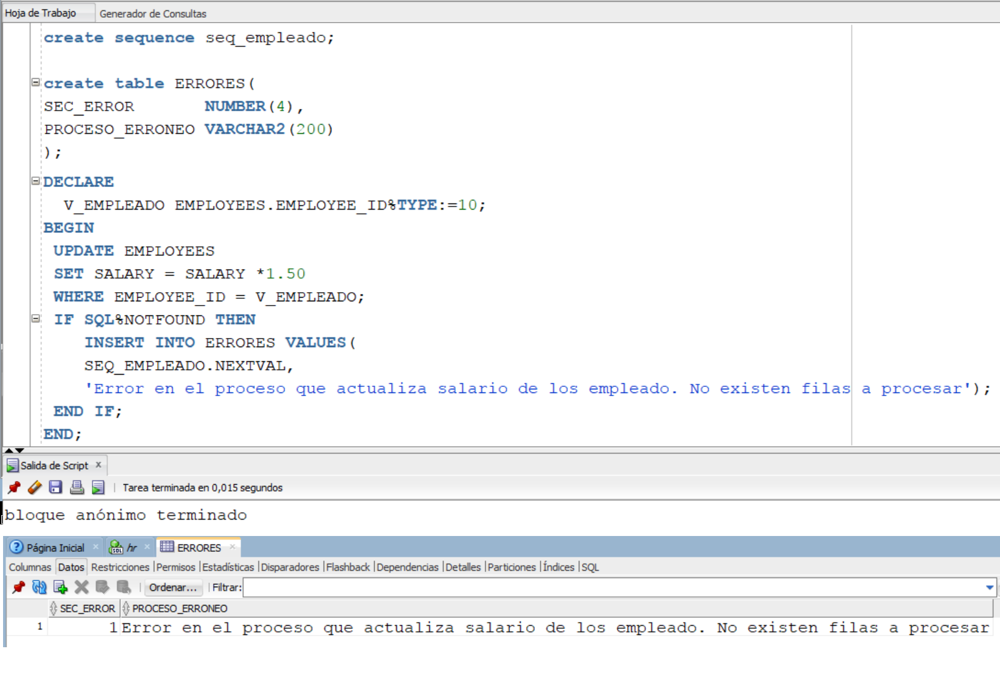 Hoja de Trabajo Generador de Consultas
create sequence seq_empleado;
create table ERRORES(
SEC_ERROR NUMBER(4),
PROCESO_ERRONEO VARCHAR2(200)
);
DECLARE
V_EMPLEADO EMPLOYEES.EMPLOYEE_ID%TYPE:=10;
BEGIN
UPDATE EMPLOYEES
SET SALARY = SALARY *1.50
WHERE EMPLOYEE_ID = V_EMPLEADO;
IF SQL%NOTFOUND THEN
INSERT INTO ERRORES VALUES(
SEQ_EMPLEADO.NEXTVAL,
'Error en el proceso que actualiza salario de los empleado. No existen filas a procesar');
END IF;
END;
Salida de Script x
Tarea terminada en 0,015 segundos
bloque anónimo terminado
? Página Inicial × SQL hr × ERRORES ×
Columnas Datos Restricciones |Permisos |Estadísticas |Disparadores |Flashback |Dependencias |Detalles |Particiones |Índices |SQL
Ordenar... Filtrar:
SEC_ERROR PROCESO_ERRONEO
1 1 Error en el proceso que actualiza salario de los empleado. No existen filas a procesar